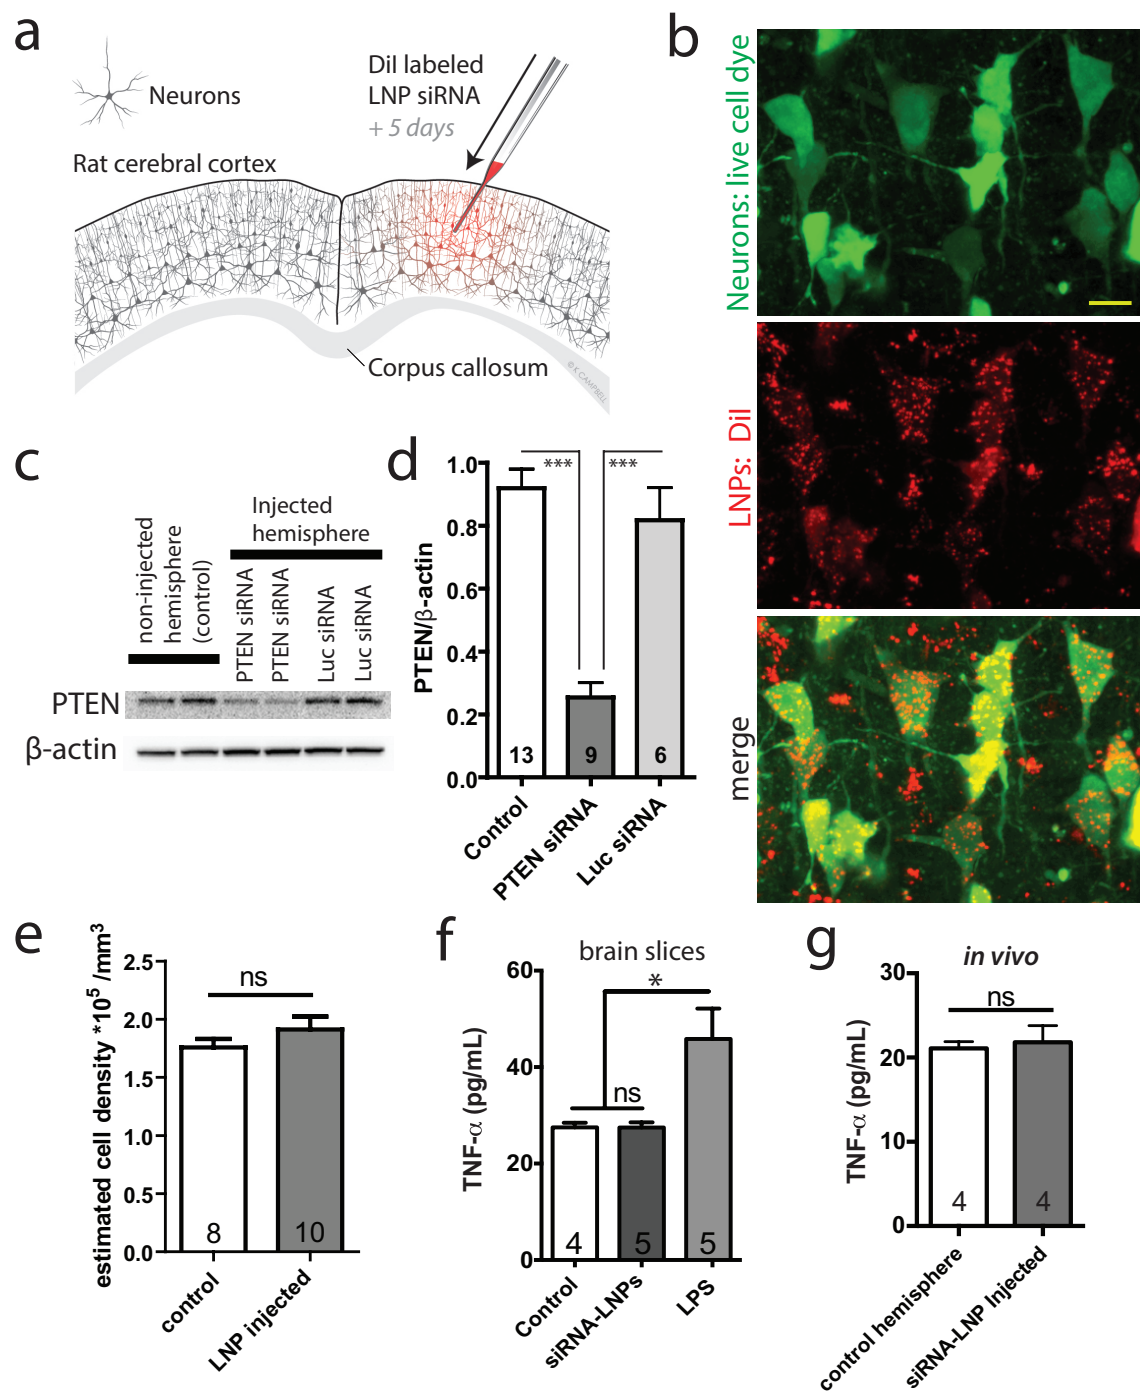 a
Neurons
DiI labeled
LNP siRNA
+ 5 days
Rat cerebral cortex
Corpus callosum
© K CAMPBELL
b
Neurons: live cell dye
LNPs: DiI
merge
c
non-injected
hemisphere
(control)
Injected
hemisphere
PTEN siRNA
PTEN siRNA
Luc siRNA
Luc siRNA
PTEN
β-actin
d
PTEN/β-actin
1.0
0.8
0.6
0.4
0.2
0.0
***
***
13
9
6
Control
PTEN siRNA
Luc siRNA
e
estimated cell density *10⁵ /mm³
2.5
2.0
1.5
1.0
0.5
0.0
ns
8
10
control
LNP injected
f
brain slices
TNF-α (pg/mL)
60
40
20
0
*
ns
4
5
5
Control
siRNA-LNPs
LPS
g
in vivo
TNF-α (pg/mL)
30
20
10
0
ns
4
4
control hemisphere
siRNA-LNP Injected